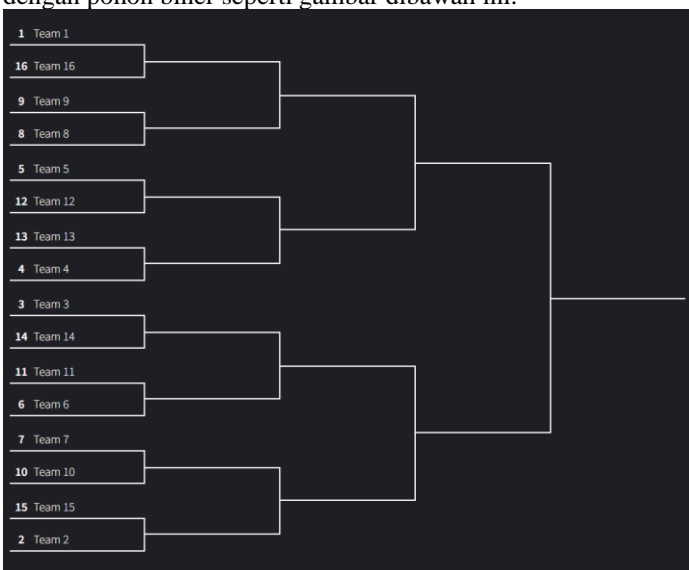 dengan pohon biner seperti gambar dibawah ini:
1 Team 1
16 Team 16
9 Team 9
8 Team 8
5 Team 5
12 Team 12
13 Team 13
4 Team 4
3 Team 3
14 Team 14
11 Team 11
6 Team 6
7 Team 7
10 Team 10
15 Team 15
2 Team 2